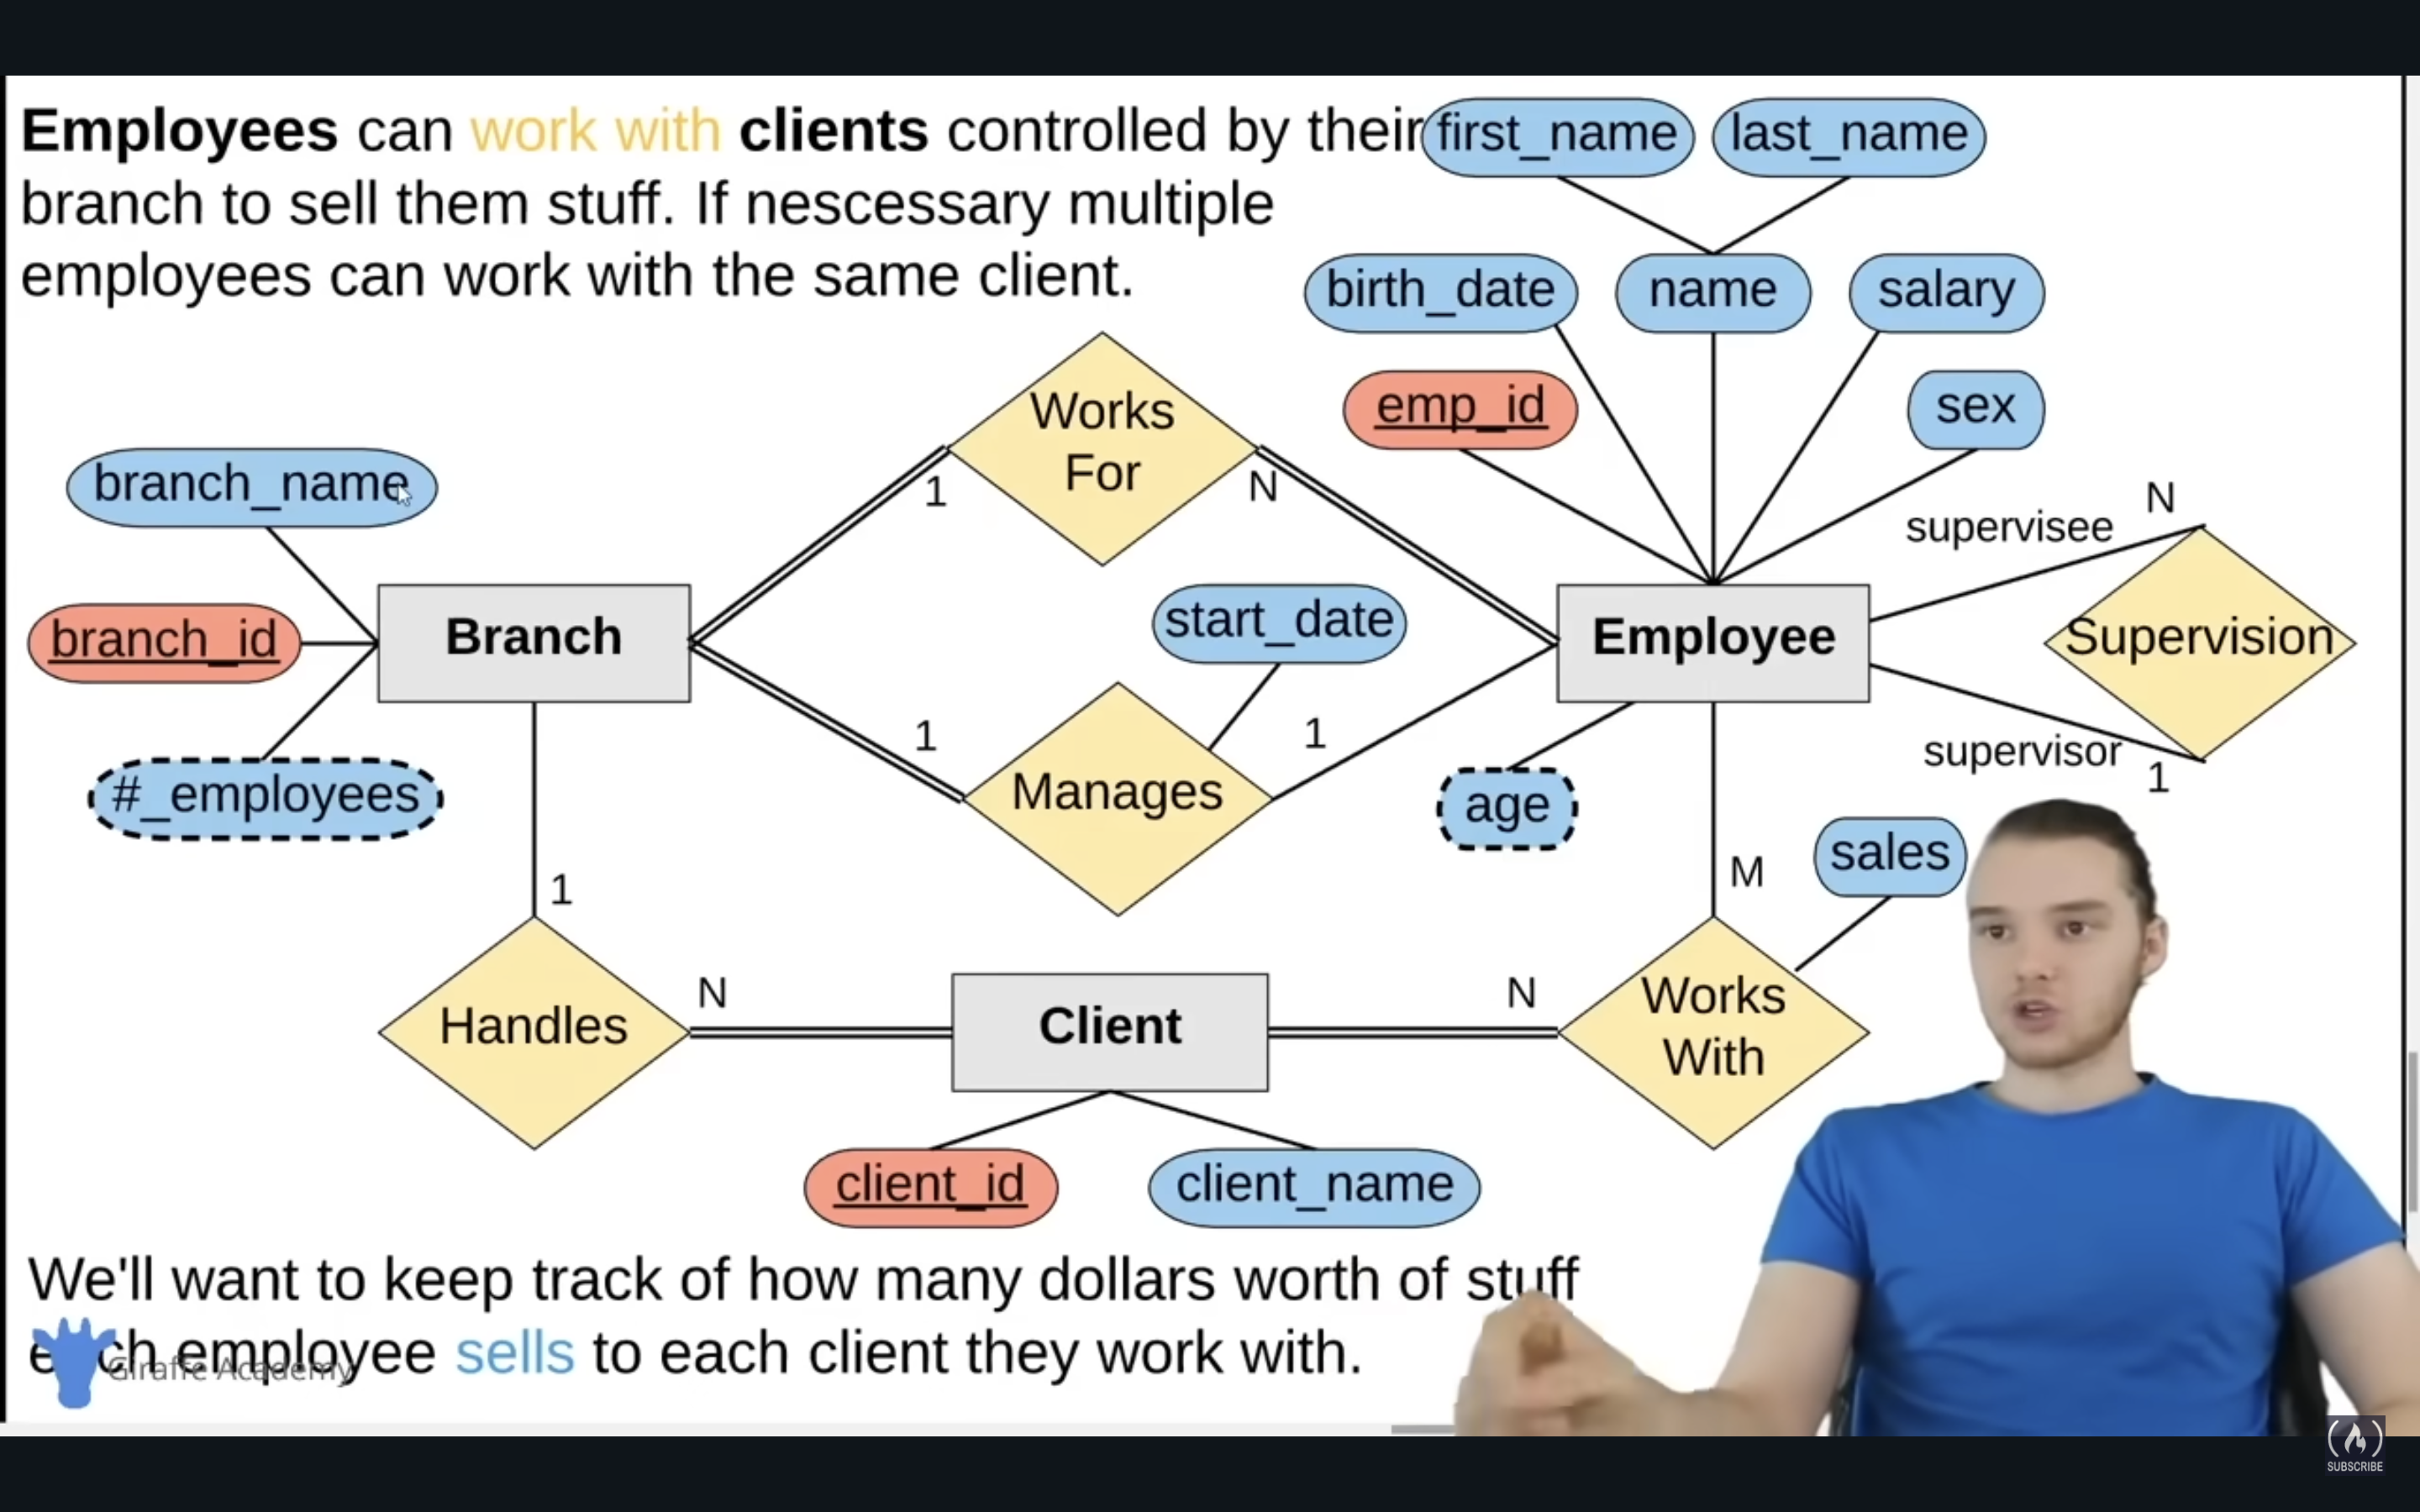 Employees can work with clients controlled by their
branch to sell them stuff. If nescessary multiple
employees can work with the same client.
first_name
last_name
birth_date
name
salary
emp_id
sex
Works
For
1
N
branch_name
branch_id
#_employees
Branch
start_date
Employee
supervisee
N
Supervision
supervisor
1
1
Manages
1
age
sales
M
1
Handles
N
Client
N
Works
With
client_id
client_name
We'll want to keep track of how many dollars worth of stuff
each employee sells to each client they work with.
Giraffe Academy
SUBSCRIBE